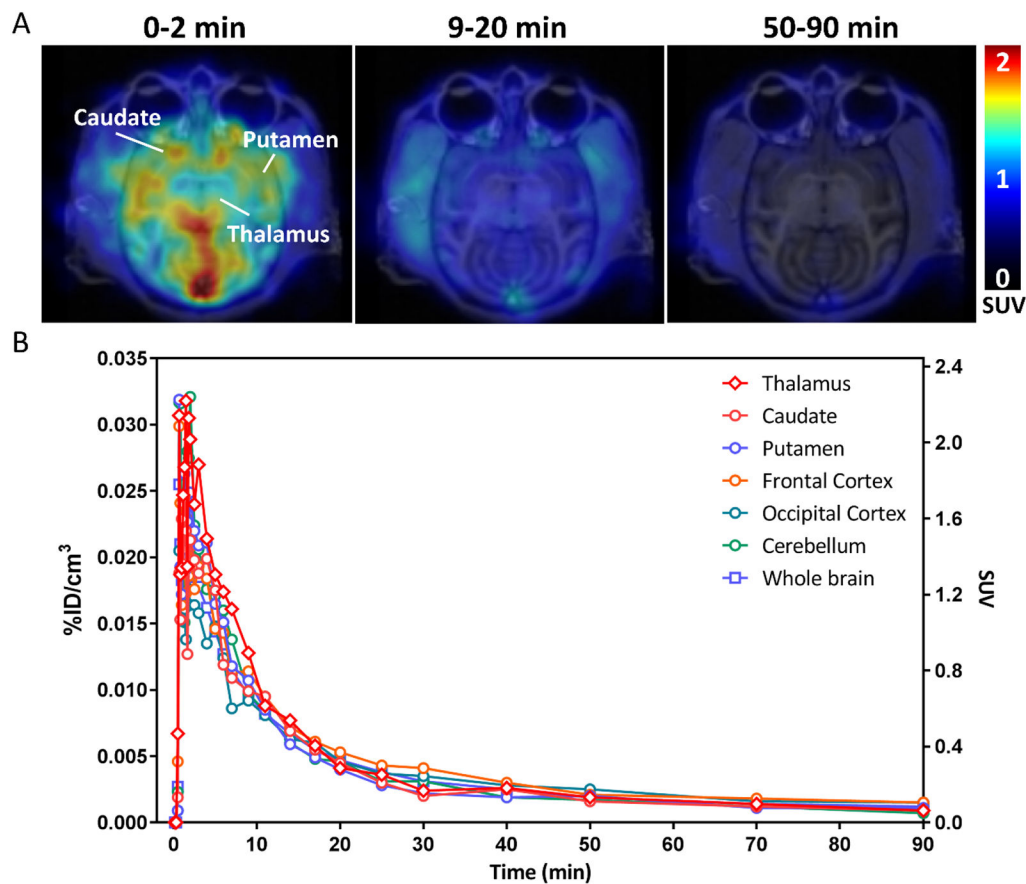 A
0-2 min
9-20 min
50-90 min
Caudate
Putamen
Thalamus
2
1
0
SUV
B
0.035
0.030
0.025
0.020
0.015
0.010
0.005
0.000
%ID/cm³
2.4
2.0
1.6
1.2
0.8
0.4
0.0
SUV
Thalamus
Caudate
Putamen
Frontal Cortex
Occipital Cortex
Cerebellum
Whole brain
0 10 20 30 40 50 60 70 80 90
Time (min)